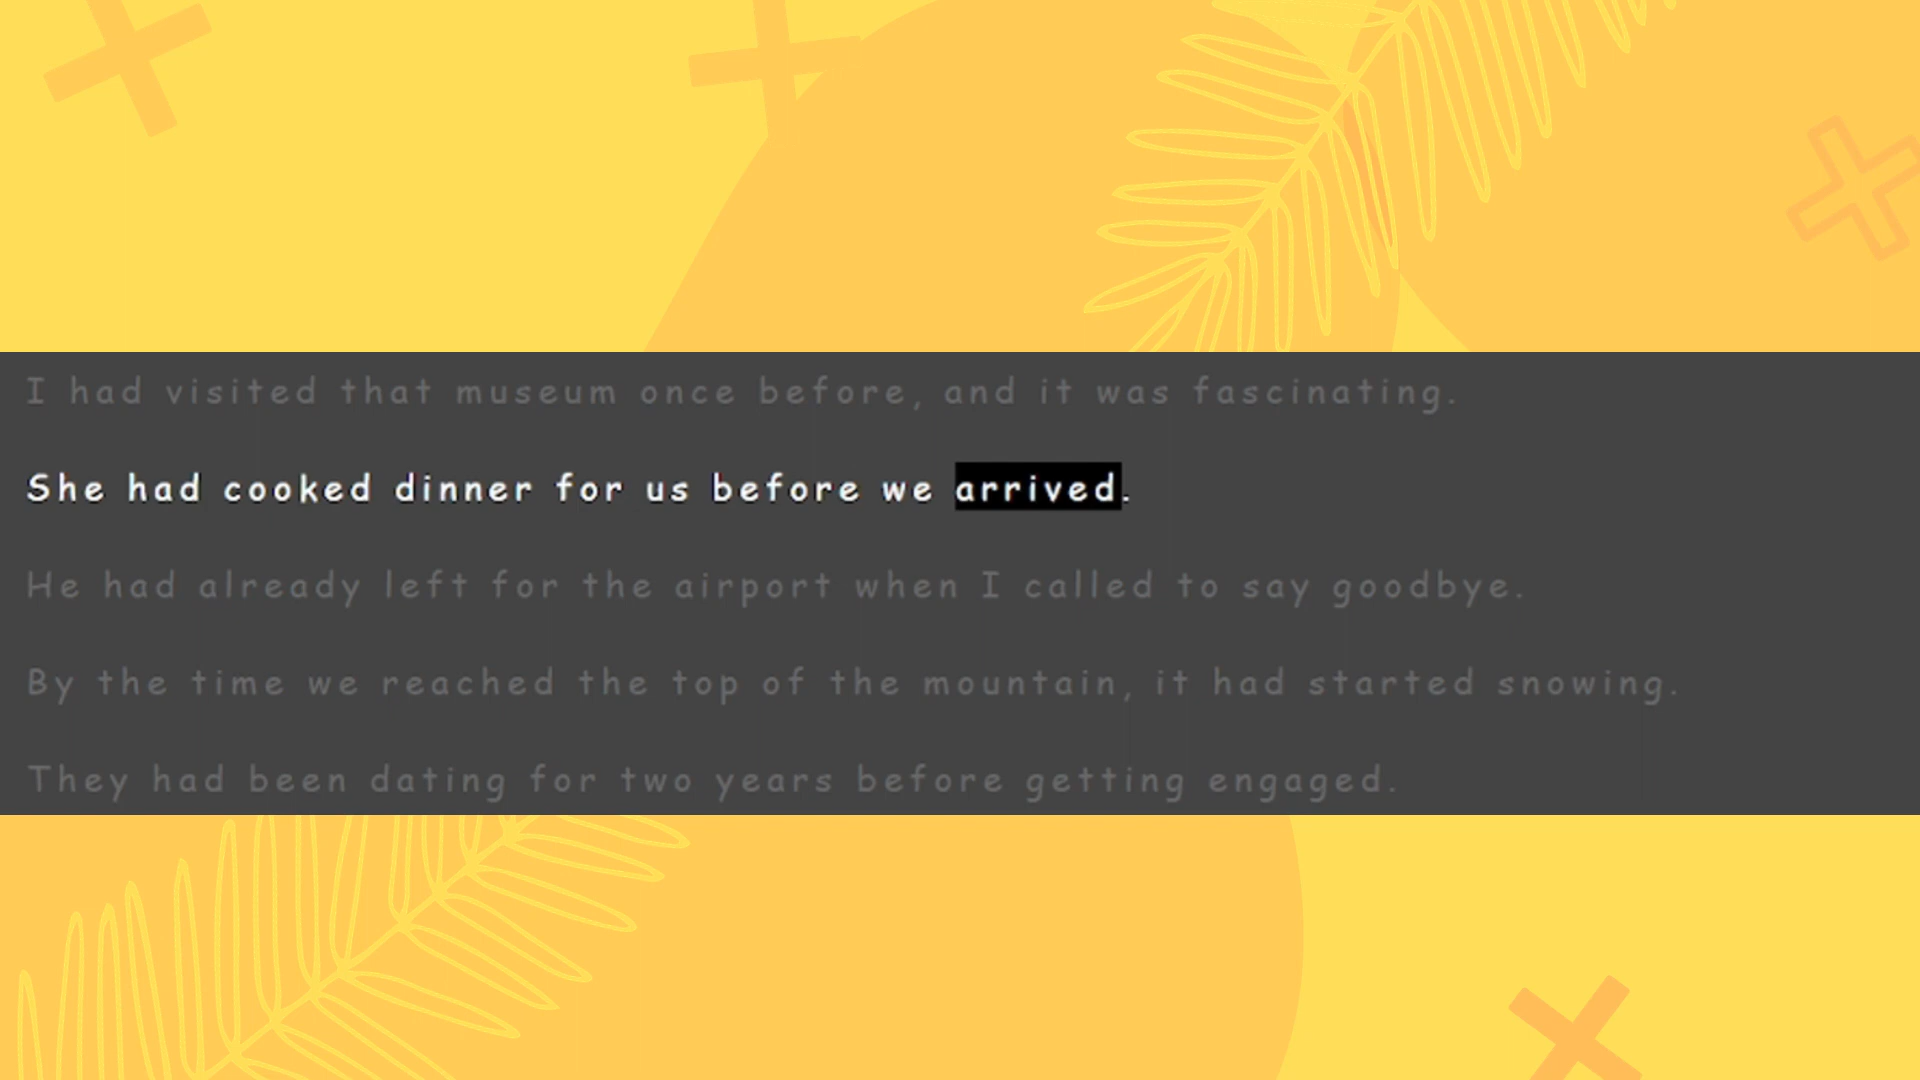 I had visited that museum once before, and it was fascinating.
She had cooked dinner for us before we arrived.
He had already left for the airport when I called to say goodbye.
By the time we reached the top of the mountain, it had started snowing.
They had been dating for two years before getting engaged.